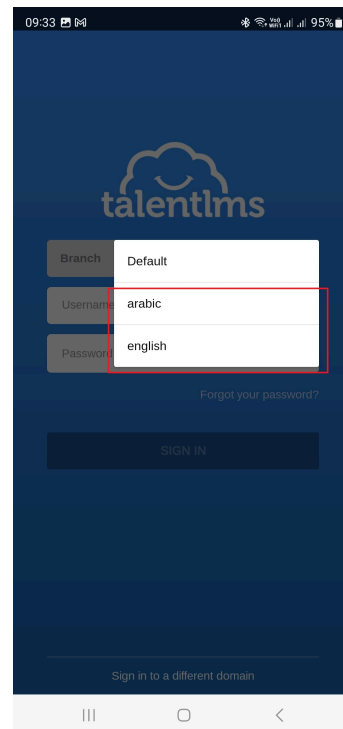 09:33 95%
talentlms
Branch
Default
Username
arabic
Password
english
Forgot your password?
SIGN IN
Sign in to a different domain